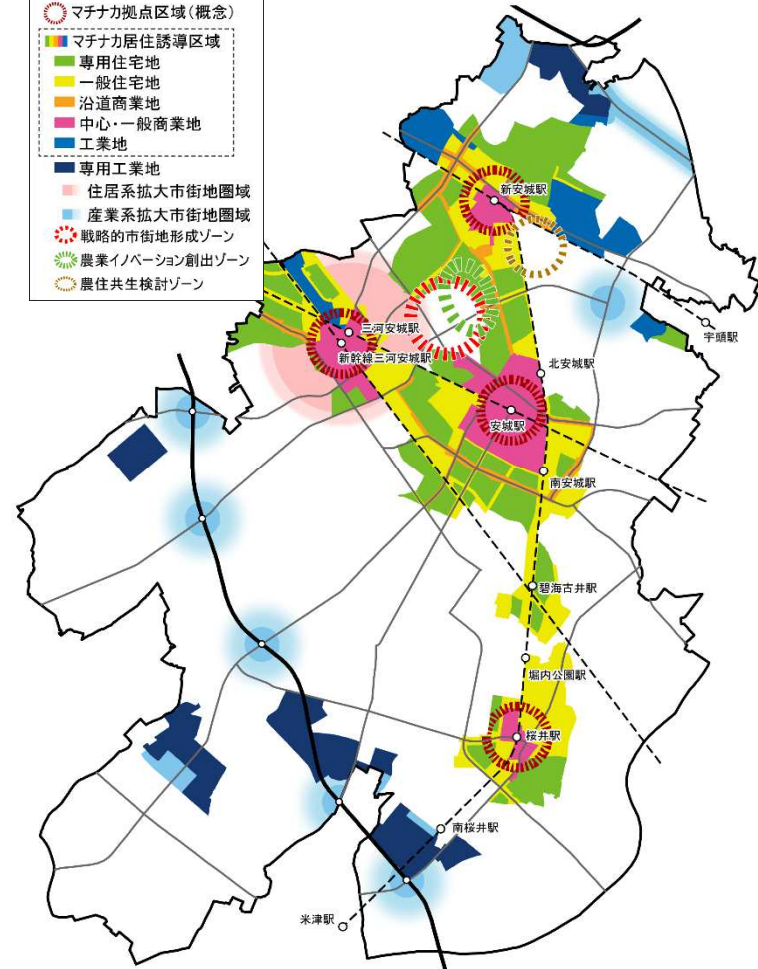 マチナカ拠点区域(概念)
マチナカ居住誘導区域
専用住宅地
一般住宅地
沿道商業地
中心・一般商業地
工業地
専用工業地
住居系拡大市街地圏域
産業系拡大市街地圏域
戦略的市街地形成ゾーン
農業イノベーション創出ゾーン
農住共生検討ゾーン
新安城駅
宇頭駅
三河安城駅
新幹線三河安城駅
北安城駅
安城駅
南安城駅
碧海古井駅
堀内公園駅
桜井駅
南桜井駅
米津駅